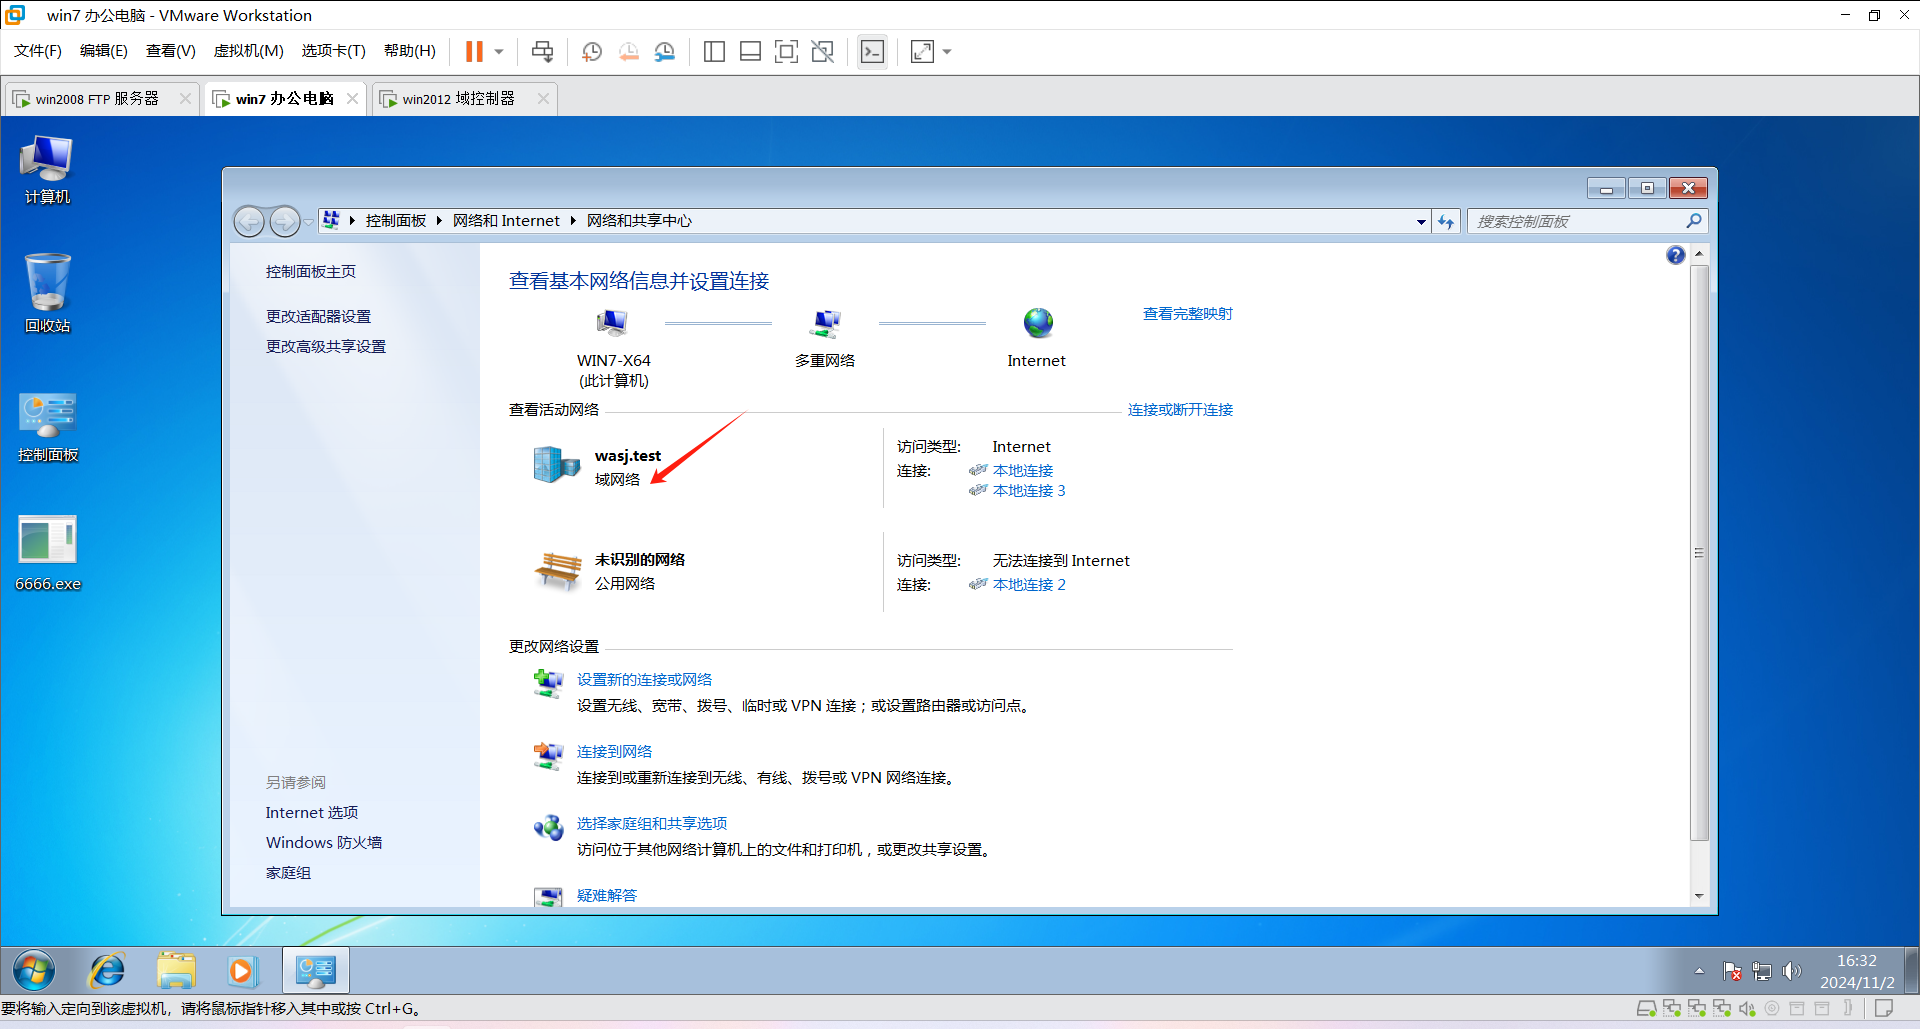 win7 办公电脑 - VMware Workstation
文件(F) 编辑(E) 查看(V) 虚拟机(M) 选项卡(T) 帮助(H)
win2008 FTP 服务器 win7 办公电脑 win2012 域控制器
计算机
回收站
控制面板
6666.exe
控制面板 网络和 Internet 网络和共享中心
搜索控制面板
控制面板主页
更改适配器设置
更改高级共享设置
另请参阅
Internet 选项
Windows 防火墙
家庭组
查看基本网络信息并设置连接
查看完整映射
WIN7-X64
(此计算机)
多重网络
Internet
查看活动网络
连接或断开连接
wasj.test
域网络
访问类型: Internet
连接: 本地连接
本地连接 3
未识别的网络
公用网络
访问类型: 无法连接到 Internet
连接: 本地连接 2
更改网络设置
设置新的连接或网络
设置无线、宽带、拨号、临时或 VPN 连接；或设置路由器或访问点。
连接到网络
连接到或重新连接到无线、有线、拨号或 VPN 网络连接。
选择家庭组和共享选项
访问位于其他网络计算机上的文件和打印机，或更改共享设置。
疑难解答
16:32
2024/11/2
要将输入定向到该虚拟机，请将鼠标指针移入其中或按 Ctrl+G。